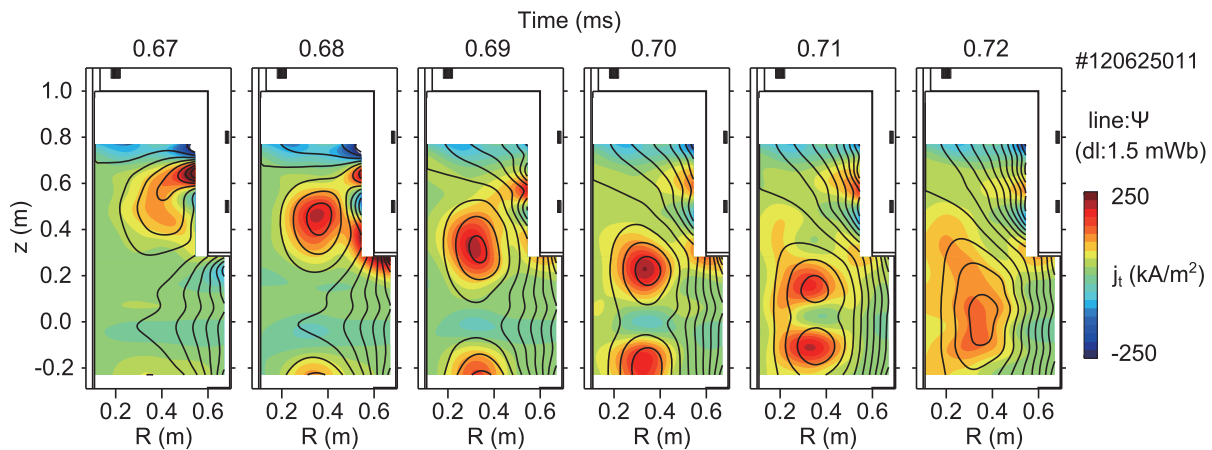 Time (ms)
0.67 0.68 0.69 0.70 0.71 0.72
#120625011
1.0
0.8
0.6
0.4
0.2
0.0
-0.2
z (m)
line:Ψ
(dl:1.5 mWb)
250
jt (kA/m²)
-250
0.2 0.4 0.6 0.2 0.4 0.6 0.2 0.4 0.6 0.2 0.4 0.6 0.2 0.4 0.6 0.2 0.4 0.6
R (m) R (m) R (m) R (m) R (m) R (m)